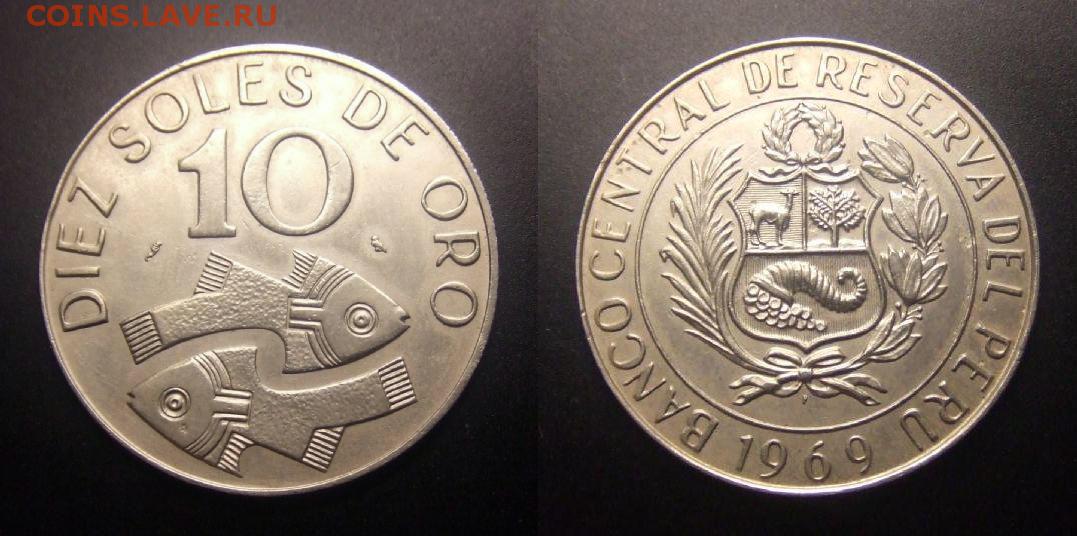 COINS.LAVE.RU
DIEZ SOLES DE ORO
10
BANCO CENTRAL DE RESERVA DEL PERU
1969